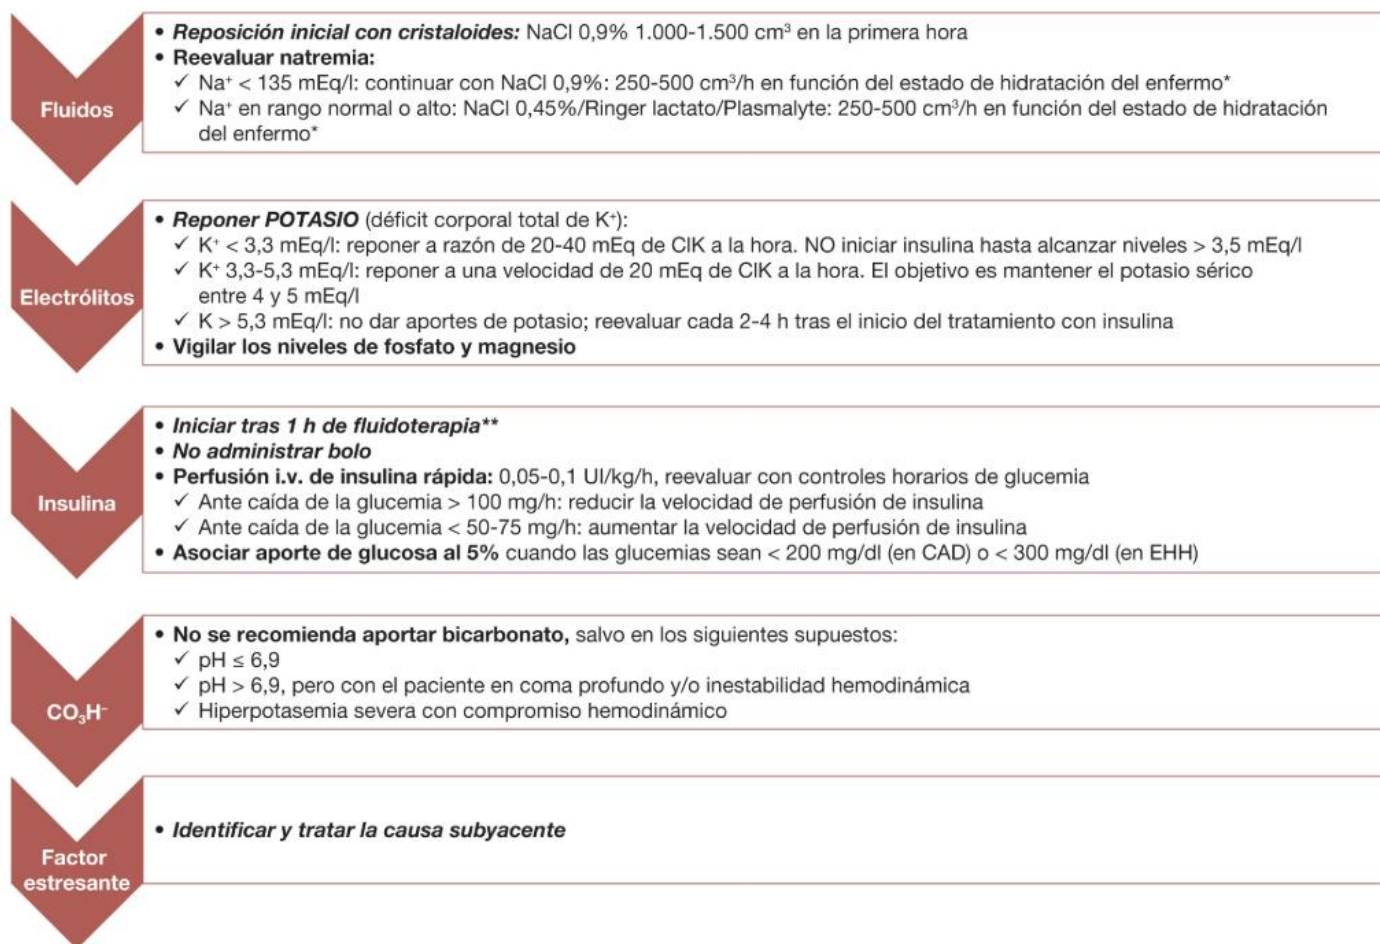 Fluidos
• Reposición inicial con cristaloides: NaCl 0,9% 1.000-1.500 cm³ en la primera hora
• Reevaluar natremia:
✓ Na⁺ < 135 mEq/l: continuar con NaCl 0,9%: 250-500 cm³/h en función del estado de hidratación del enfermo*
✓ Na⁺ en rango normal o alto: NaCl 0,45%/Ringer lactato/Plasmalyte: 250-500 cm³/h en función del estado de hidratación
del enfermo*
Electrólitos
• Reponer POTASIO (déficit corporal total de K⁺):
✓ K⁺ < 3,3 mEq/l: reponer a razón de 20-40 mEq de ClK a la hora. NO iniciar insulina hasta alcanzar niveles > 3,5 mEq/l
✓ K⁺ 3,3-5,3 mEq/l: reponer a una velocidad de 20 mEq de ClK a la hora. El objetivo es mantener el potasio sérico
entre 4 y 5 mEq/l
✓ K > 5,3 mEq/l: no dar aportes de potasio; reevaluar cada 2-4 h tras el inicio del tratamiento con insulina
• Vigilar los niveles de fosfato y magnesio
Insulina
• Iniciar tras 1 h de fluidoterapia**
• No administrar bolo
• Perfusión i.v. de insulina rápida: 0,05-0,1 UI/kg/h, reevaluar con controles horarios de glucemia
✓ Ante caída de la glucemia > 100 mg/h: reducir la velocidad de perfusión de insulina
✓ Ante caída de la glucemia < 50-75 mg/h: aumentar la velocidad de perfusión de insulina
• Asociar aporte de glucosa al 5% cuando las glucemias sean < 200 mg/dl (en CAD) o < 300 mg/dl (en EHH)
CO₃H⁻
• No se recomienda aportar bicarbonato, salvo en los siguientes supuestos:
✓ pH ≤ 6,9
✓ pH > 6,9, pero con el paciente en coma profundo y/o inestabilidad hemodinámica
✓ Hiperpotasemia severa con compromiso hemodinámico
Factor
estresante
• Identificar y tratar la causa subyacente